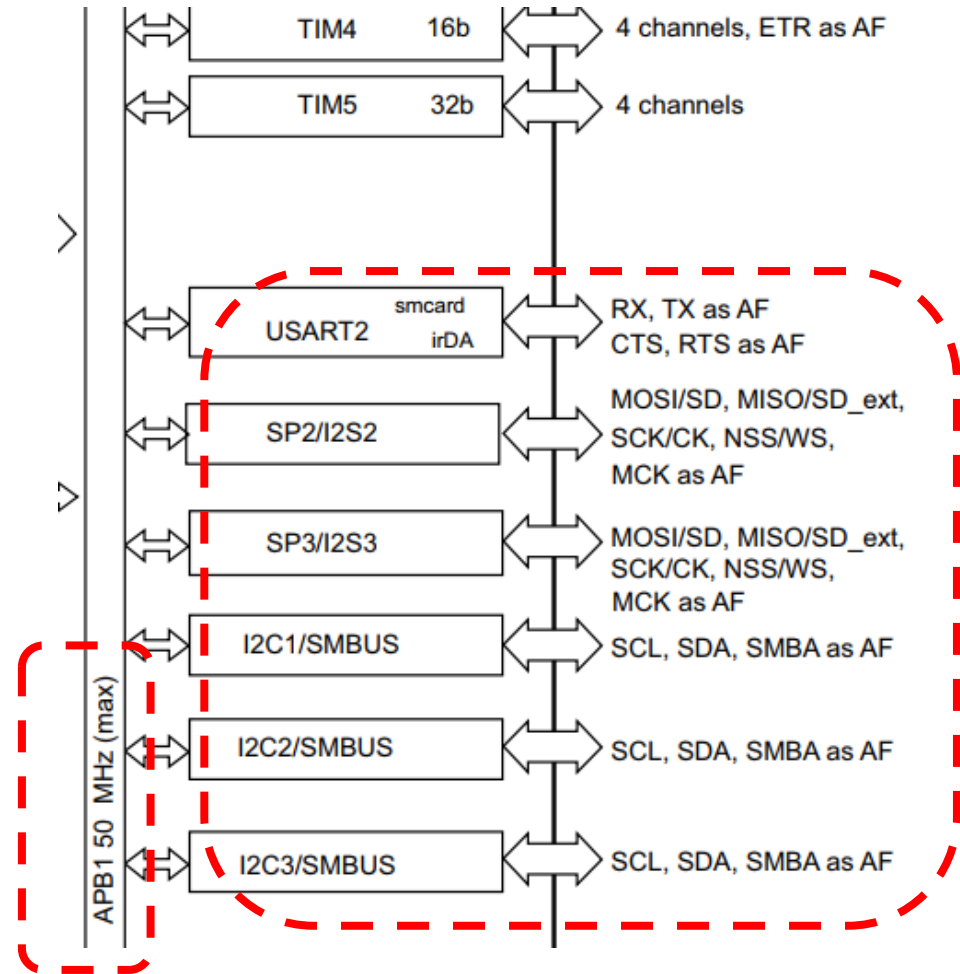 TIM4 16b 4 channels, ETR as AF
TIM5 32b 4 channels
smcard
USART2 irDA
RX, TX as AF
CTS, RTS as AF
SP2/I2S2
MOSI/SD, MISO/SD_ext,
SCK/CK, NSS/WS,
MCK as AF
SP3/I2S3
MOSI/SD, MISO/SD_ext,
SCK/CK, NSS/WS,
MCK as AF
I2C1/SMBUS SCL, SDA, SMBA as AF
I2C2/SMBUS SCL, SDA, SMBA as AF
I2C3/SMBUS SCL, SDA, SMBA as AF
APB1 50 MHz (max)